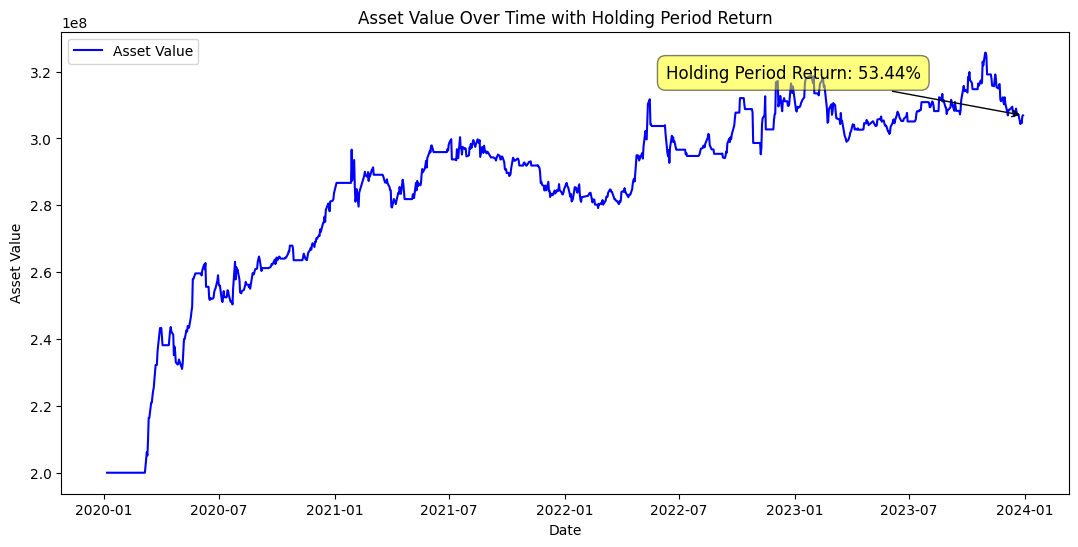 Asset Value Over Time with Holding Period Return
1e8
Asset Value
Holding Period Return: 53.44%
3.2
3.0
2.8
2.6
2.4
2.2
2.0
Asset Value
2020-01 2020-07 2021-01 2021-07 2022-01 2022-07 2023-01 2023-07 2024-01
Date